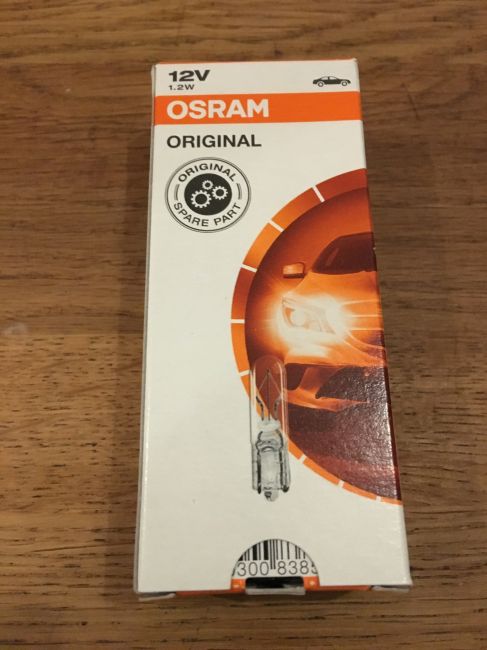 12V
1.2W
OSRAM
ORIGINAL
ORIGINAL
SPARE PART
300 838